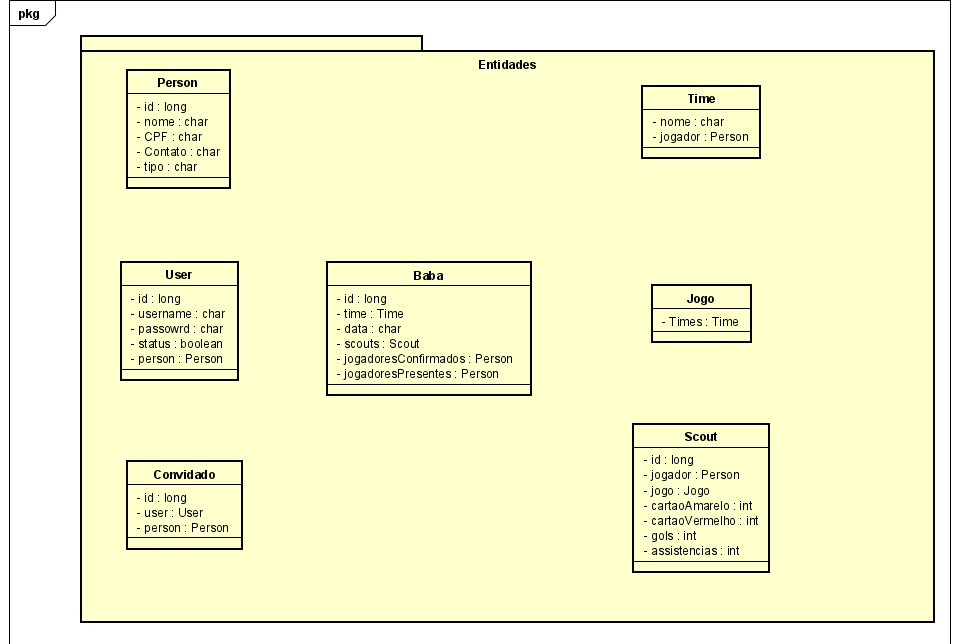 pkg
Entidades
Person
- id : long
- nome : char
- CPF : char
- Contato : char
- tipo : char
Time
- nome : char
- jogador : Person
User
- id : long
- username : char
- passowrd : char
- status : boolean
- person : Person
Baba
- id : long
- time : Time
- data : char
- scouts : Scout
- jogadoresConfirmados : Person
- jogadoresPresentes : Person
Jogo
- Times : Time
Convidado
- id : long
- user : User
- person : Person
Scout
- id : long
- jogador : Person
- jogo : Jogo
- cartaoAmarelo : int
- cartaoVermelho : int
- gols : int
- assistencias : int